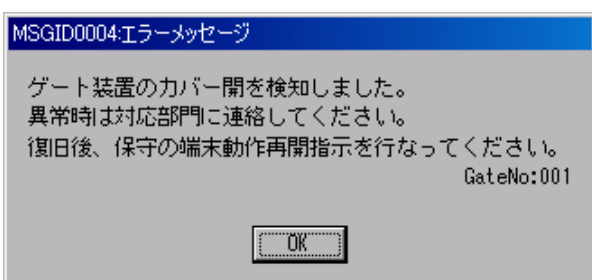 MSGID0004:エラーメッセージ
ゲート装置のカバー開を検知しました。
異常時は対応部門に連絡してください。
復旧後、保守の端末動作再開指示を行なってください。
GateNo:001
OK